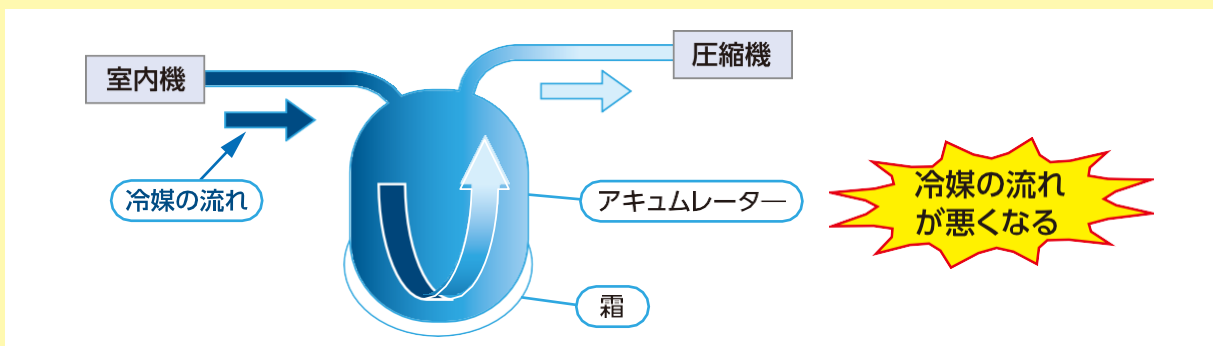 室内機
圧縮機
冷媒の流れ
アキュムレーター
冷媒の流れ
が悪くなる
霜